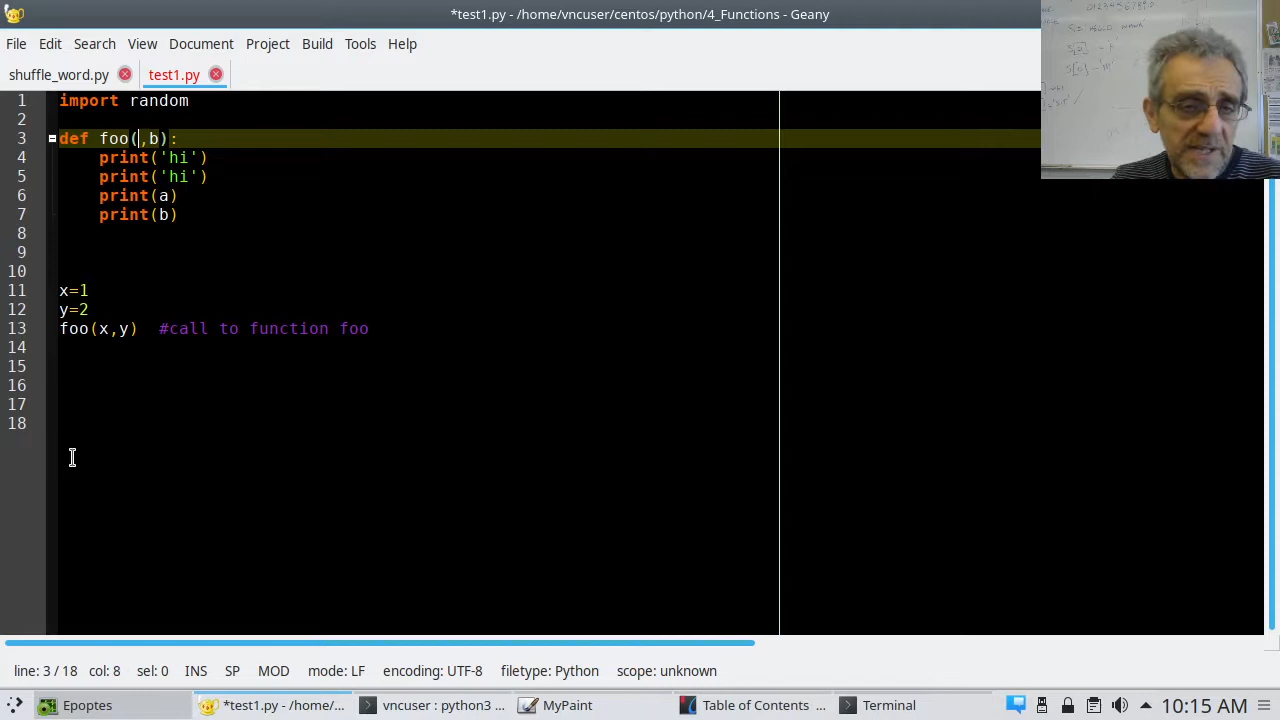 *test1.py - /home/vncuser/centos/python/4_Functions - Geany
File Edit Search View Document Project Build Tools Help
shuffle_word.py test1.py
1 import random
2
3 def foo(,b):
4     print('hi')
5     print('hi')
6     print(a)
7     print(b)
8
9
10
11 x=1
12 y=2
13 foo(x,y)  #call to function foo
14
15
16
17
18
line: 3 / 18 col: 8 sel: 0 INS SP MOD mode: LF encoding: UTF-8 filetype: Python scope: unknown
Epoptes *test1.py - /home/... vncuser : python3 ... MyPaint Table of Contents ... Terminal 10:15 AM